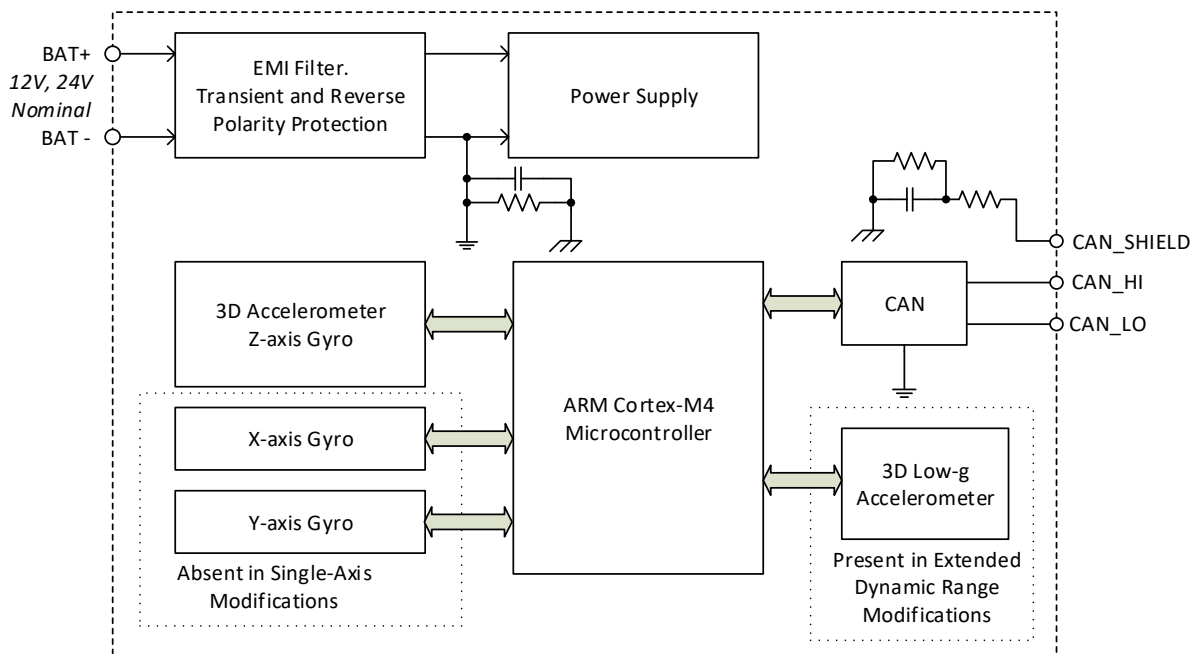 BAT+
12V, 24V
Nominal
BAT -
EMI Filter.
Transient and Reverse
Polarity Protection
Power Supply
CAN_SHIELD
CAN_HI
CAN_LO
CAN
3D Accelerometer
Z-axis Gyro
ARM Cortex-M4
Microcontroller
X-axis Gyro
Y-axis Gyro
Absent in Single-Axis
Modifications
3D Low-g
Accelerometer
Present in Extended
Dynamic Range
Modifications